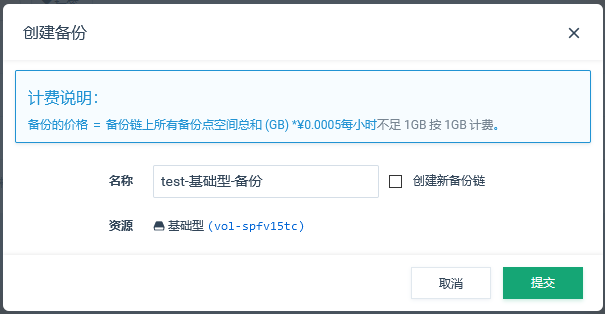 创建备份
计费说明：
备份的价格 = 备份链上所有备份点空间总和 (GB) *¥0.0005每小时不足 1GB 按 1GB 计费。
名称 test-基础型-备份 创建新备份链
资源 基础型 (vol-spfv15tc)
取消 提交